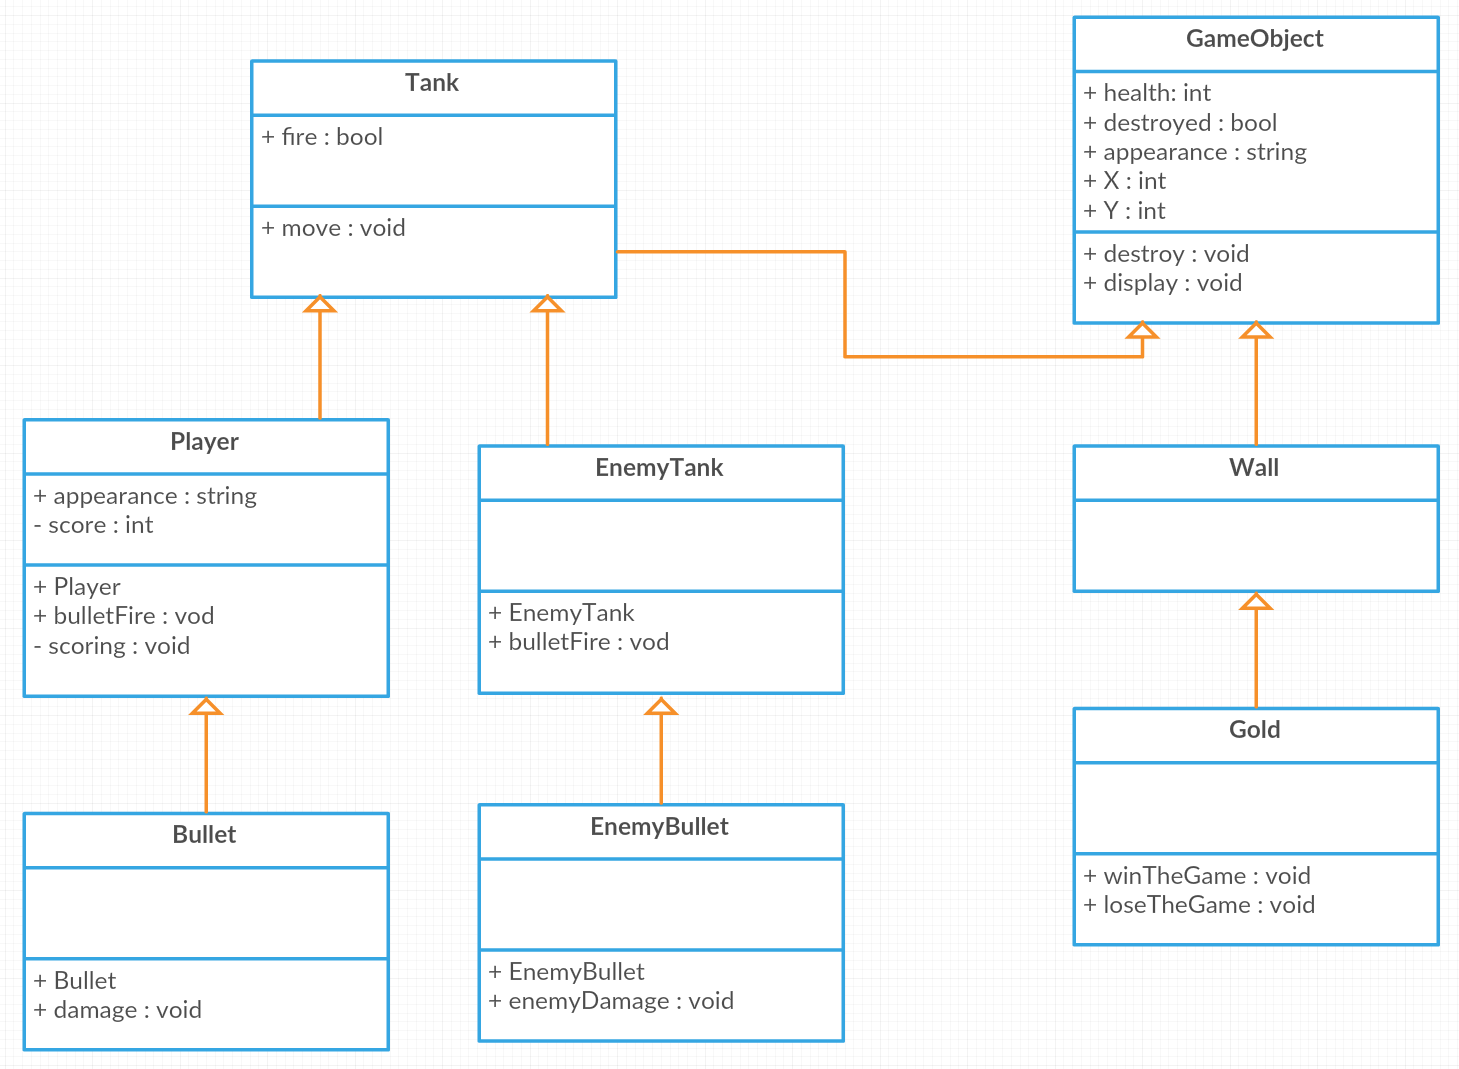 Tank
+ fire : bool
+ move : void
GameObject
+ health: int
+ destroyed : bool
+ appearance : string
+ X : int
+ Y : int
+ destroy : void
+ display : void
Player
+ appearance : string
- score : int
+ Player
+ bulletFire : vod
- scoring : void
EnemyTank
+ EnemyTank
+ bulletFire : vod
Wall
Bullet
+ Bullet
+ damage : void
EnemyBullet
+ EnemyBullet
+ enemyDamage : void
Gold
+ winTheGame : void
+ loseTheGame : void